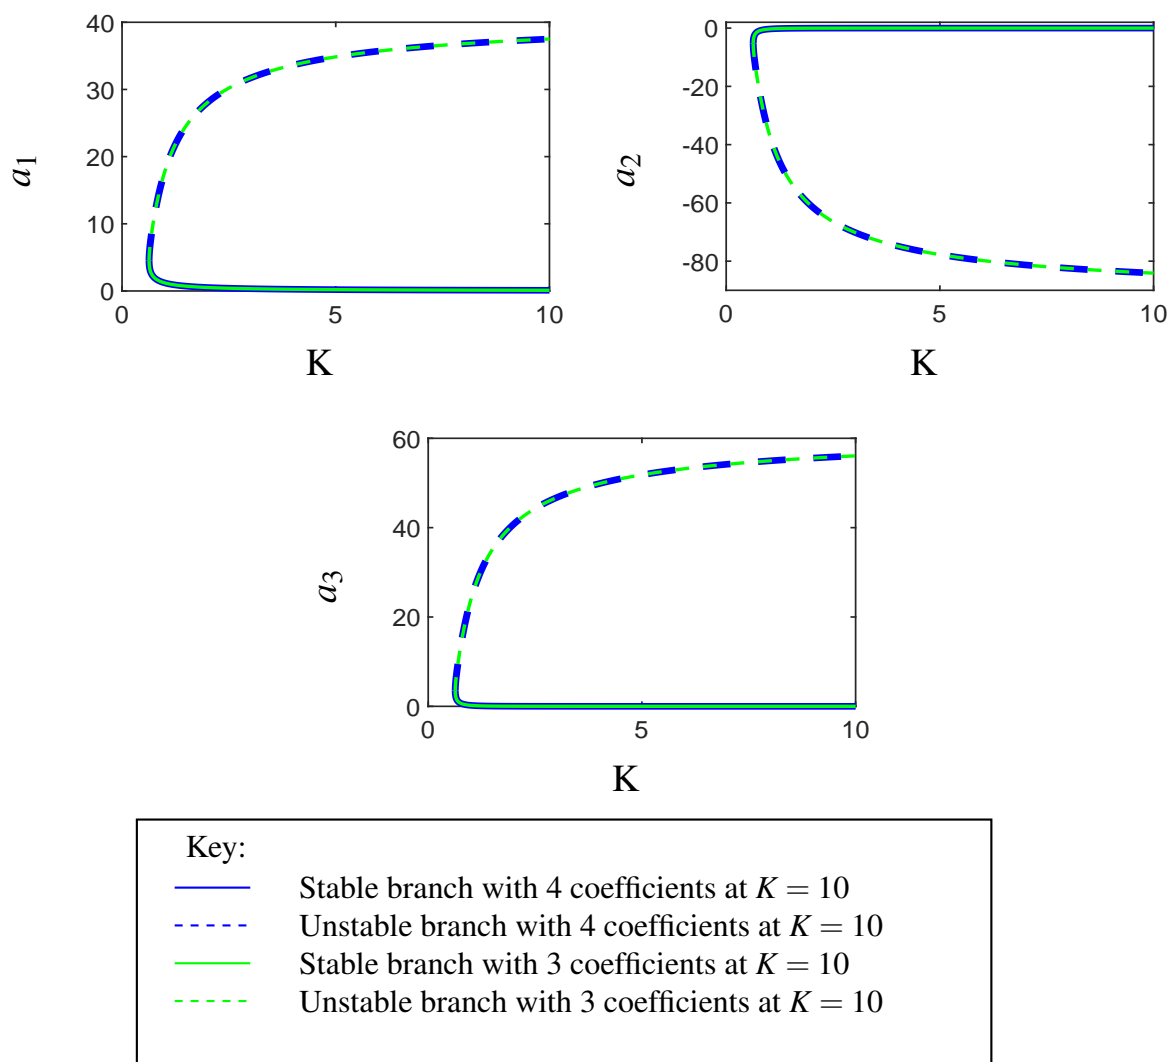 40
30
20
10
0
a1
0
5
10
K
0
-20
-40
-60
-80
a2
0
5
10
K
60
40
20
0
a3
0
5
10
K
Key:
Stable branch with 4 coefficients at K = 10
Unstable branch with 4 coefficients at K = 10
Stable branch with 3 coefficients at K = 10
Unstable branch with 3 coefficients at K = 10